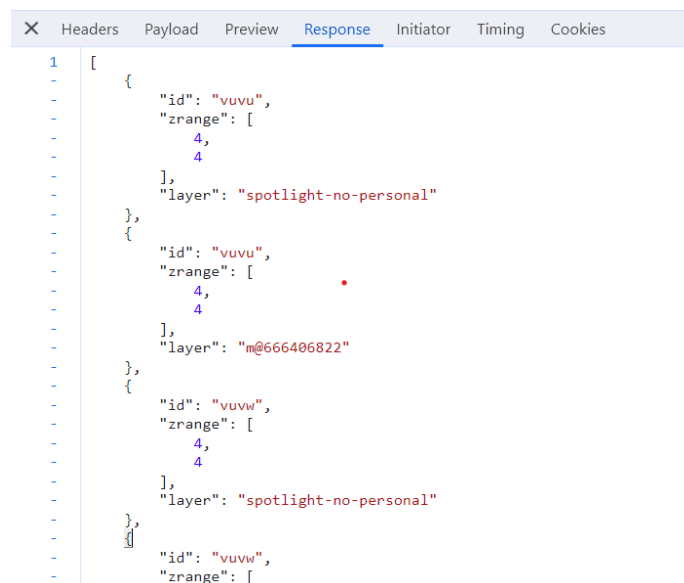 × Headers Payload Preview Response Initiator Timing Cookies
1 [
- {
- "id": "vuvu",
- "zrange": [
- 4,
- 4
- ],
- "layer": "spotlight-no-personal"
- },
- {
- "id": "vuvu",
- "zrange": [
- 4,
- 4
- ],
- "layer": "m@666406822"
- },
- {
- "id": "vuvw",
- "zrange": [
- 4,
- 4
- ],
- "layer": "spotlight-no-personal"
- },
- {
- "id": "vuvw",
- "zrange": [